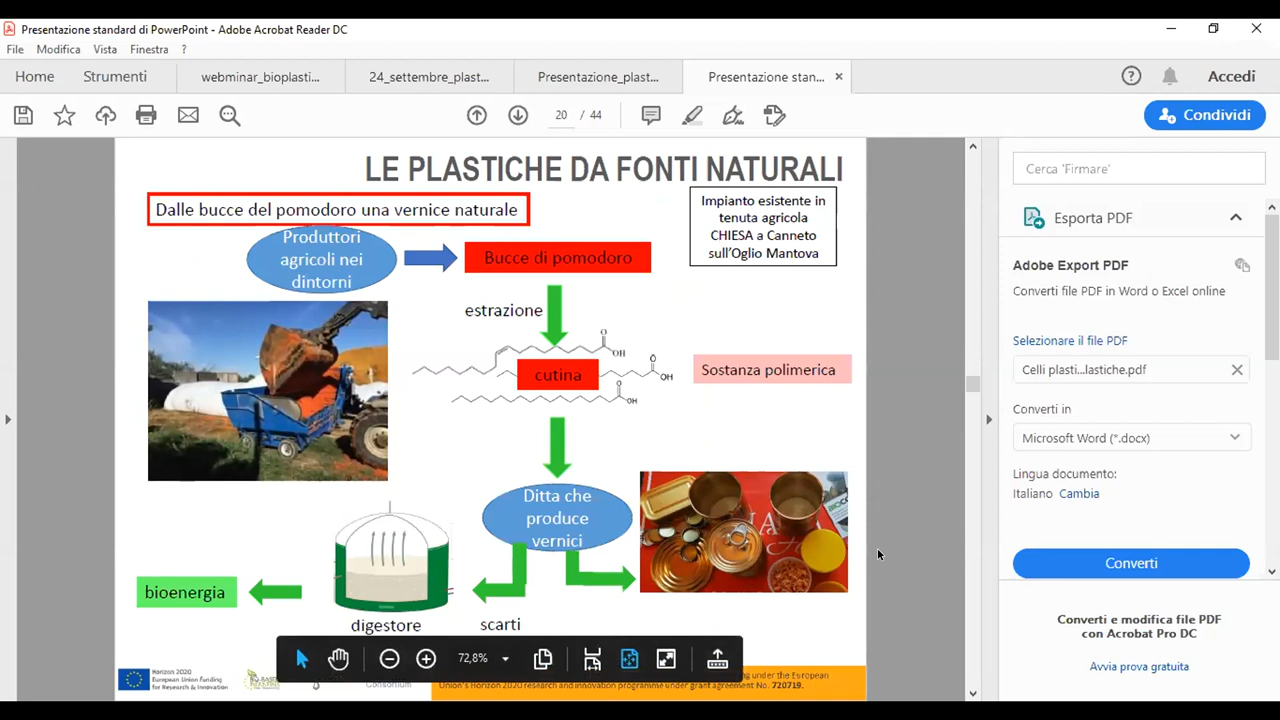 Presentazione standard di PowerPoint - Adobe Acrobat Reader DC
File Modifica Vista Finestra ?
Home Strumenti webminar_bioplasti... 24_settembre_plast... Presentazione_plast... Presentazione stan... × Accedi
20 / 44
Condividi
LE PLASTICHE DA FONTI NATURALI
Dalle bucce del pomodoro una vernice naturale
Impianto esistente in
tenuta agricola
CHIESA a Canneto
sull'Oglio Mantova
Produttori
agricoli nei
dintorni
Bucce di pomodoro
estrazione
O
OH
cutina
O
OH
O
OH
Sostanza polimerica
Ditta che
produce
vernici
bioenergia
digestore
scarti
72,8%
Horizon 2020
European Union funding
for Research & Innovation
Consortium
ing under the European
Union's Horizon 2020 research and innovation programme under grant agreement No. 720719.
Cerca 'Firmare'
Esporta PDF
Adobe Export PDF
Converti file PDF in Word o Excel online
Selezionare il file PDF
Celli plasti...lastiche.pdf
Converti in
Microsoft Word (*.docx)
Lingua documento:
Italiano Cambia
Converti
Converti e modifica file PDF
con Acrobat Pro DC
Avvia prova gratuita